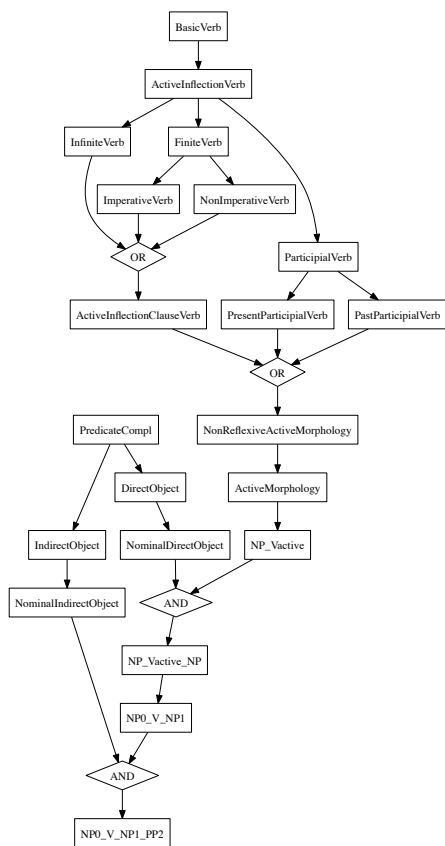 BasicVerb
ActiveInflectionVerb
InfiniteVerb
FiniteVerb
ImperativeVerb
NonImperativeVerb
OR
ParticipialVerb
ActiveInflectionClauseVerb
PresentParticipialVerb
PastParticipialVerb
OR
PredicateCompl
NonReflexiveActiveMorphology
DirectObject
ActiveMorphology
IndirectObject
NominalDirectObject
NP_Vactive
NominalIndirectObject
AND
NP_Vactive_NP
NP0_V_NP1
AND
NP0_V_NP1_PP2